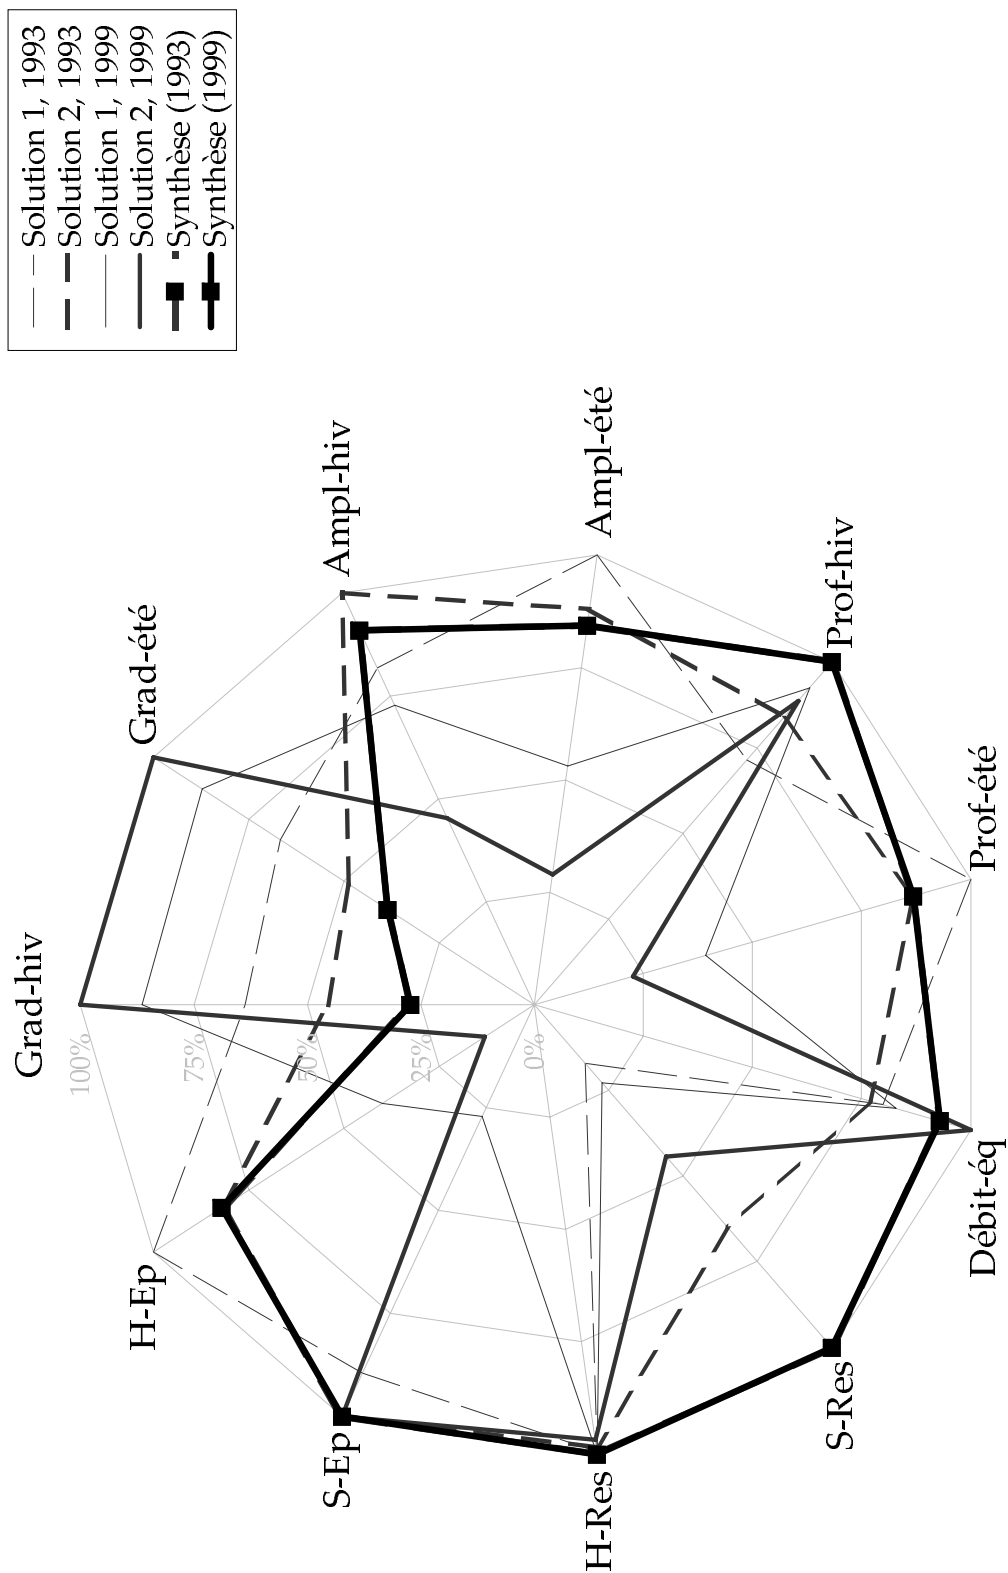 Solution 1, 1993
Solution 2, 1993
Solution 1, 1999
Solution 2, 1999
Synthèse (1993)
Synthèse (1999)
Grad-hiv
Grad-été
Ampl-hiv
Ampl-été
Prof-hiv
Prof-été
Débit-éq
S-Res
H-Res
S-Ep
H-Ep
100%
75%
50%
25%
0%